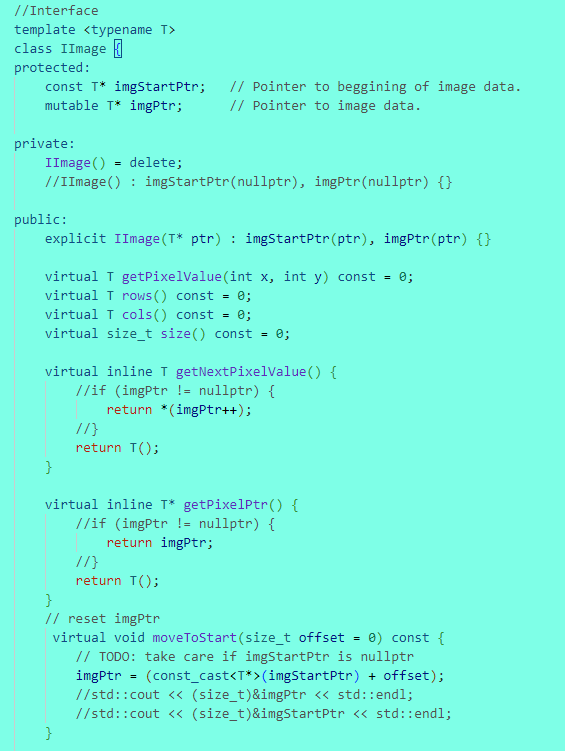 //Interface
template <typename T>
class IImage {
protected:
    const T* imgStartPtr;   // Pointer to beggining of image data.
    mutable T* imgPtr;      // Pointer to image data.

private:
    IImage() = delete;
    //IImage() : imgStartPtr(nullptr), imgPtr(nullptr) {}

public:
    explicit IImage(T* ptr) : imgStartPtr(ptr), imgPtr(ptr) {}

    virtual T getPixelValue(int x, int y) const = 0;
    virtual T rows() const = 0;
    virtual T cols() const = 0;
    virtual size_t size() const = 0;

    virtual inline T getNextPixelValue() {
        //if (imgPtr != nullptr) {
            return *(imgPtr++);
        //}
        return T();
    }

    virtual inline T* getPixelPtr() {
        //if (imgPtr != nullptr) {
            return imgPtr;
        //}
        return T();
    }
    // reset imgPtr
     virtual void moveToStart(size_t offset = 0) const {
        // TODO: take care if imgStartPtr is nullptr
        imgPtr = (const_cast<T*>(imgStartPtr) + offset);
        //std::cout << (size_t)&imgPtr << std::endl;
        //std::cout << (size_t)&imgStartPtr << std::endl;
    }